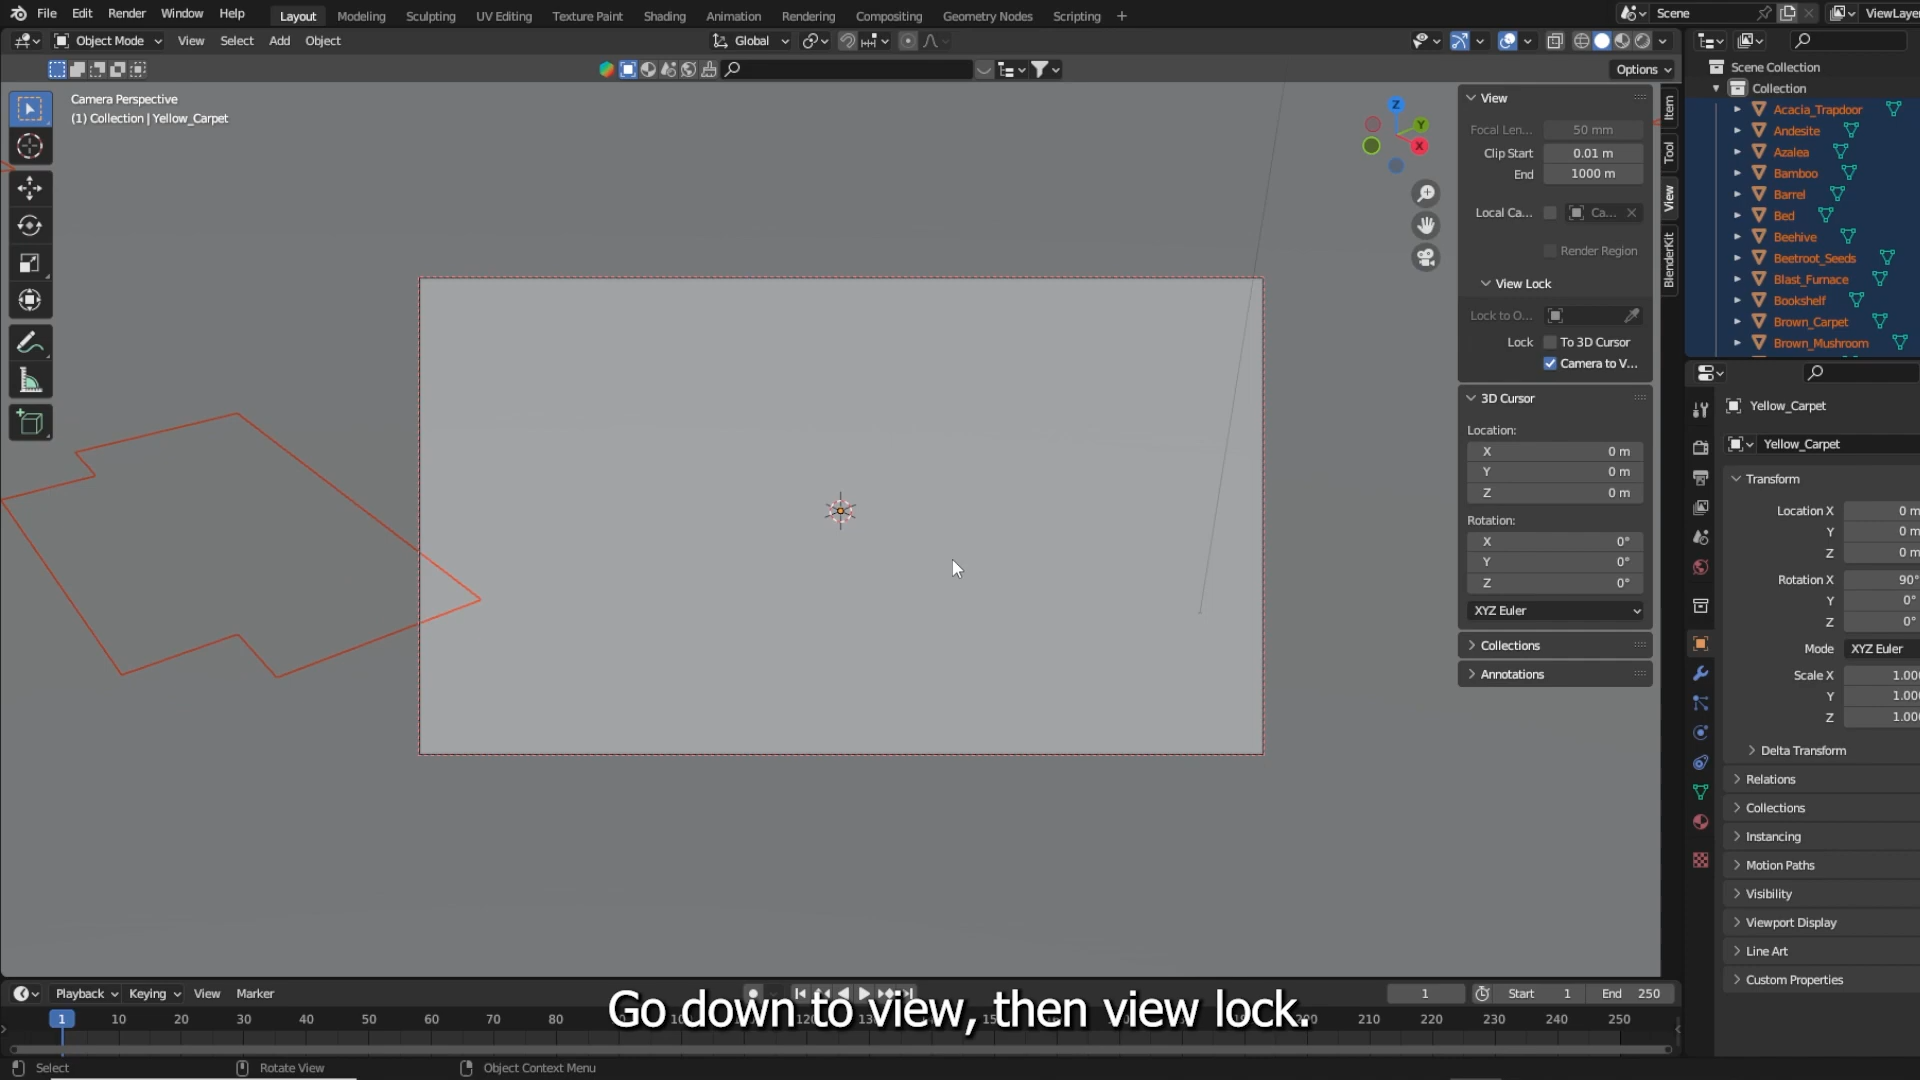 File Edit Render Window Help Layout Modeling Sculpting UV Editing Texture Paint Shading Animation Rendering Compositing Geometry Nodes Scripting + Scene ViewLayer
Object Mode View Select Add Object Global
Options
Camera Perspective
(1) Collection | Yellow_Carpet
Z
Y
X
View
Focal Len... 50 mm
Clip Start 0.01 m
End 1000 m
Local Ca... Ca...
Render Region
View Lock
Lock to O...
Lock To 3D Cursor
Camera to V...
3D Cursor
Location:
X 0 m
Y 0 m
Z 0 m
Rotation:
X 0°
Y 0°
Z 0°
XYZ Euler
Collections
Annotations
Item
Tool
View
BlenderKit
Scene Collection
Collection
Acacia_Trapdoor
Andesite
Azalea
Bamboo
Barrel
Bed
Beehive
Beetroot_Seeds
Blast_Furnace
Bookshelf
Brown_Carpet
Brown_Mushroom
Yellow_Carpet
Yellow_Carpet
Transform
Location X 0 m
Y 0 m
Z 0 m
Rotation X 90°
Y 0°
Z 0°
Mode XYZ Euler
Scale X 1.000
Y 1.000
Z 1.000
Delta Transform
Relations
Collections
Instancing
Motion Paths
Visibility
Viewport Display
Line Art
Custom Properties
Playback Keying View Marker 1 Start 1 End 250
Go down to view, then view lock.
1 10 20 30 40 50 60 70 80 90 210 220 230 240 250
Select Rotate View Object Context Menu